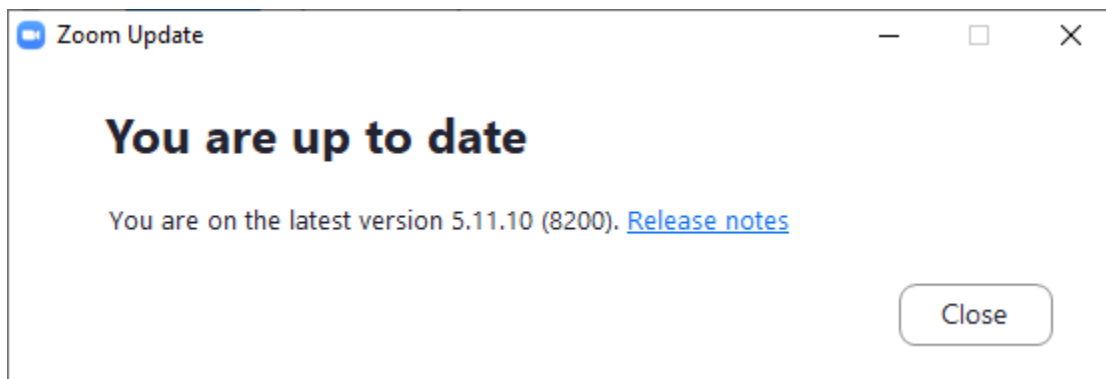 Zoom Update
You are up to date
You are on the latest version 5.11.10 (8200). Release notes
Close